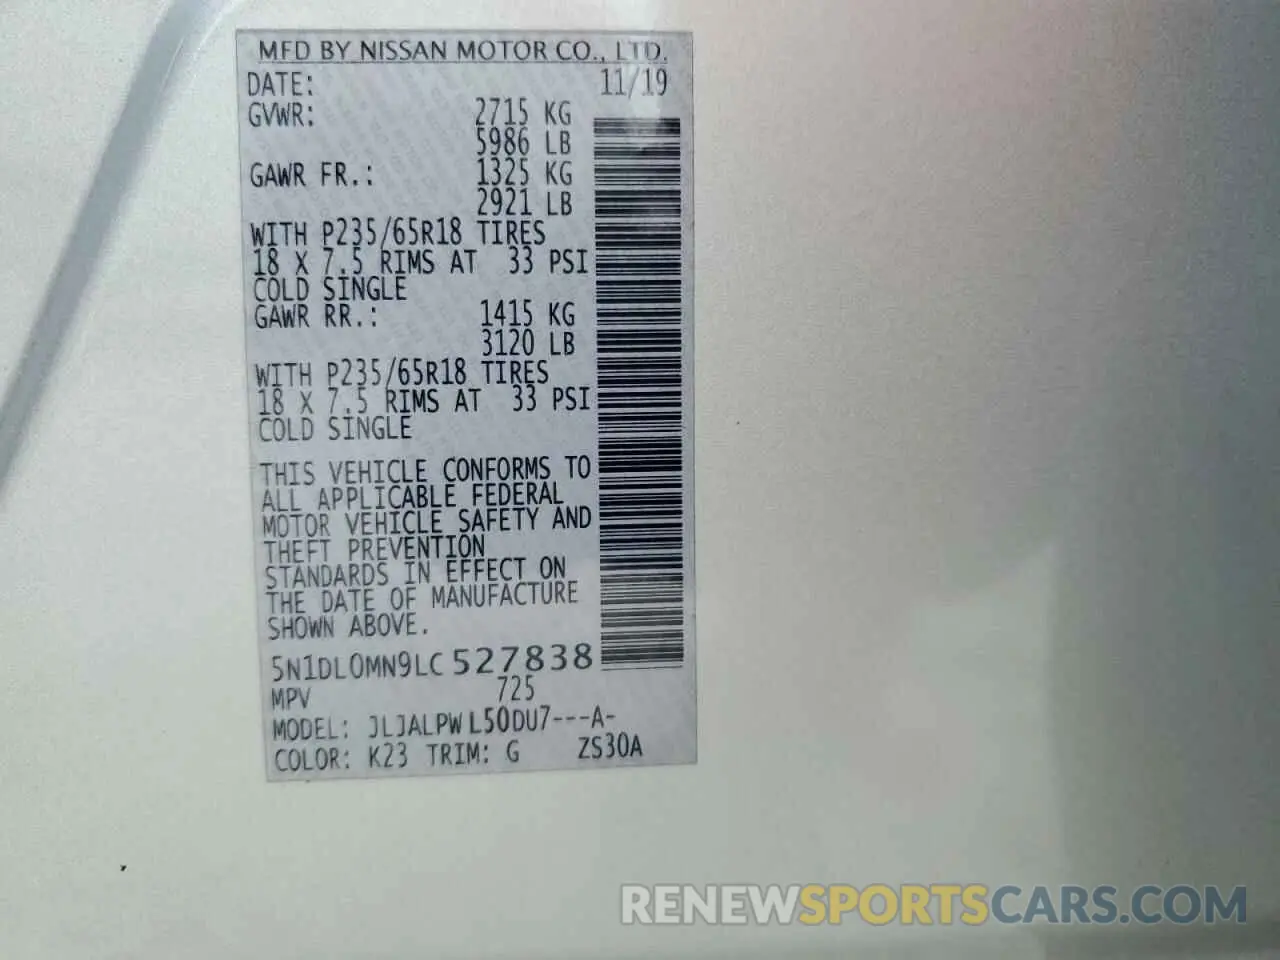 MFD BY NISSAN MOTOR CO., LTD.
DATE: 11/19
GVWR: 2715 KG
5986 LB
GAWR FR.: 1325 KG
2921 LB
WITH P235/65R18 TIRES
18 X 7.5 RIMS AT 33 PSI
COLD SINGLE
GAWR RR.: 1415 KG
3120 LB
WITH P235/65R18 TIRES
18 X 7.5 RIMS AT 33 PSI
COLD SINGLE
THIS VEHICLE CONFORMS TO
ALL APPLICABLE FEDERAL
MOTOR VEHICLE SAFETY AND
THEFT PREVENTION
STANDARDS IN EFFECT ON
THE DATE OF MANUFACTURE
SHOWN ABOVE.
5N1DL0MN9LC527838
MPV 725
MODEL: JLJALPWL50DU7---A-
COLOR: K23 TRIM: G ZS30A
RENEWSPORTSCARS.COM